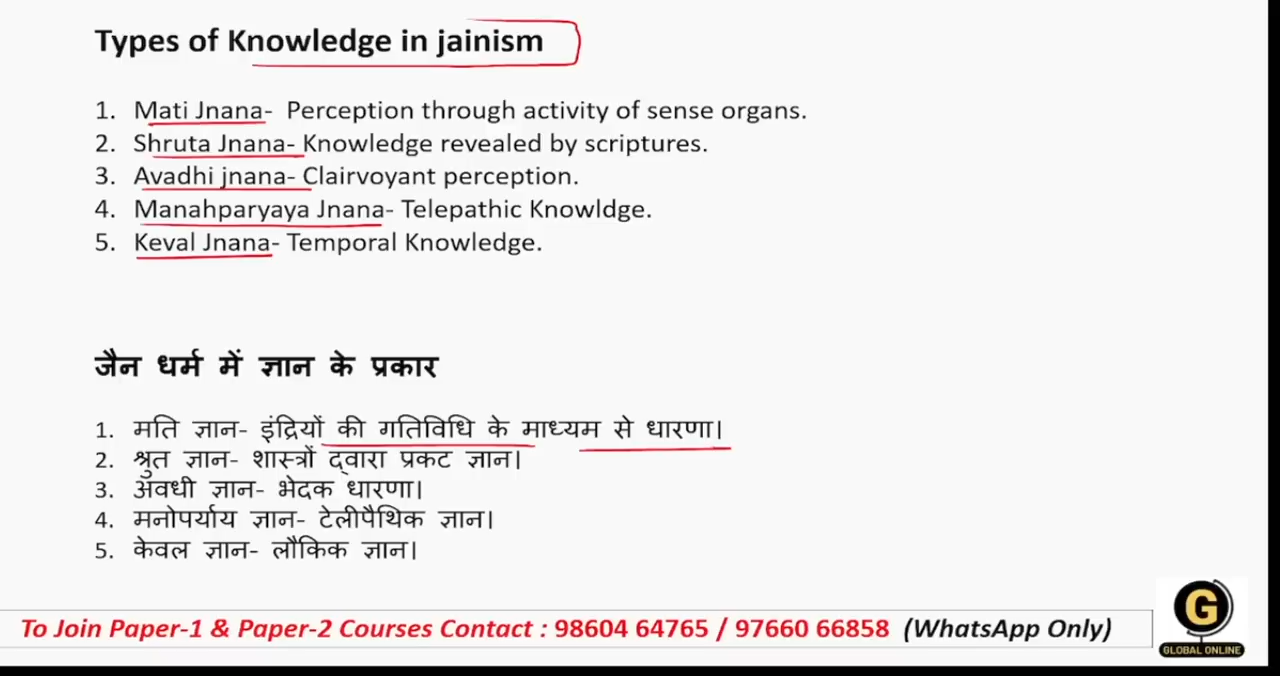 Types of Knowledge in jainism
1. Mati Jnana- Perception through activity of sense organs.
2. Shruta Jnana- Knowledge revealed by scriptures.
3. Avadhi jnana- Clairvoyant perception.
4. Manahparyaya Jnana- Telepathic Knowldge.
5. Keval Jnana- Temporal Knowledge.
जैन धर्म में ज्ञान के प्रकार
1. मति ज्ञान- इंद्रियों की गतिविधि के माध्यम से धारणा।
2. श्रुत ज्ञान- शास्त्रों द्वारा प्रकट ज्ञान।
3. अवधी ज्ञान- भेदक धारणा।
4. मनोपर्याय ज्ञान- टेलीपैथिक ज्ञान।
5. केवल ज्ञान- लौकिक ज्ञान।
To Join Paper-1 & Paper-2 Courses Contact : 98604 64765 / 97660 66858 (WhatsApp Only)
G
GLOBAL ONLINE